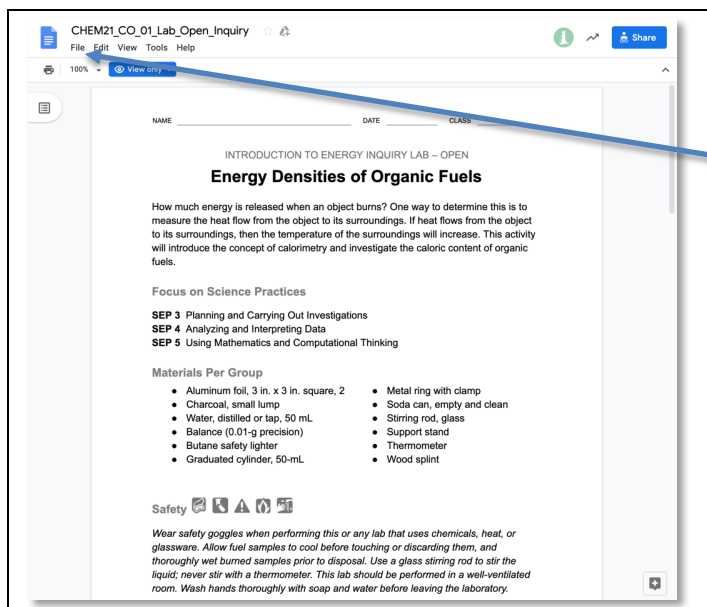 CHEM21_CO_01_Lab_Open_Inquiry
File Edit View Tools Help
Share
100%
View only
NAME DATE CLASS
INTRODUCTION TO ENERGY INQUIRY LAB – OPEN
Energy Densities of Organic Fuels
How much energy is released when an object burns? One way to determine this is to
measure the heat flow from the object to its surroundings. If heat flows from the object
to its surroundings, then the temperature of the surroundings will increase. This activity
will introduce the concept of calorimetry and investigate the caloric content of organic
fuels.
Focus on Science Practices
SEP 3 Planning and Carrying Out Investigations
SEP 4 Analyzing and Interpreting Data
SEP 5 Using Mathematics and Computational Thinking
Materials Per Group
● Aluminum foil, 3 in. x 3 in. square, 2
● Charcoal, small lump
● Water, distilled or tap, 50 mL
● Balance (0.01-g precision)
● Butane safety lighter
● Graduated cylinder, 50-mL
● Metal ring with clamp
● Soda can, empty and clean
● Stirring rod, glass
● Support stand
● Thermometer
● Wood splint
Safety
Wear safety goggles when performing this or any lab that uses chemicals, heat, or
glassware. Allow fuel samples to cool before touching or discarding them, and
thoroughly wet burned samples prior to disposal. Use a glass stirring rod to stir the
liquid; never stir with a thermometer. This lab should be performed in a well-ventilated
room. Wash hands thoroughly with soap and water before leaving the laboratory.